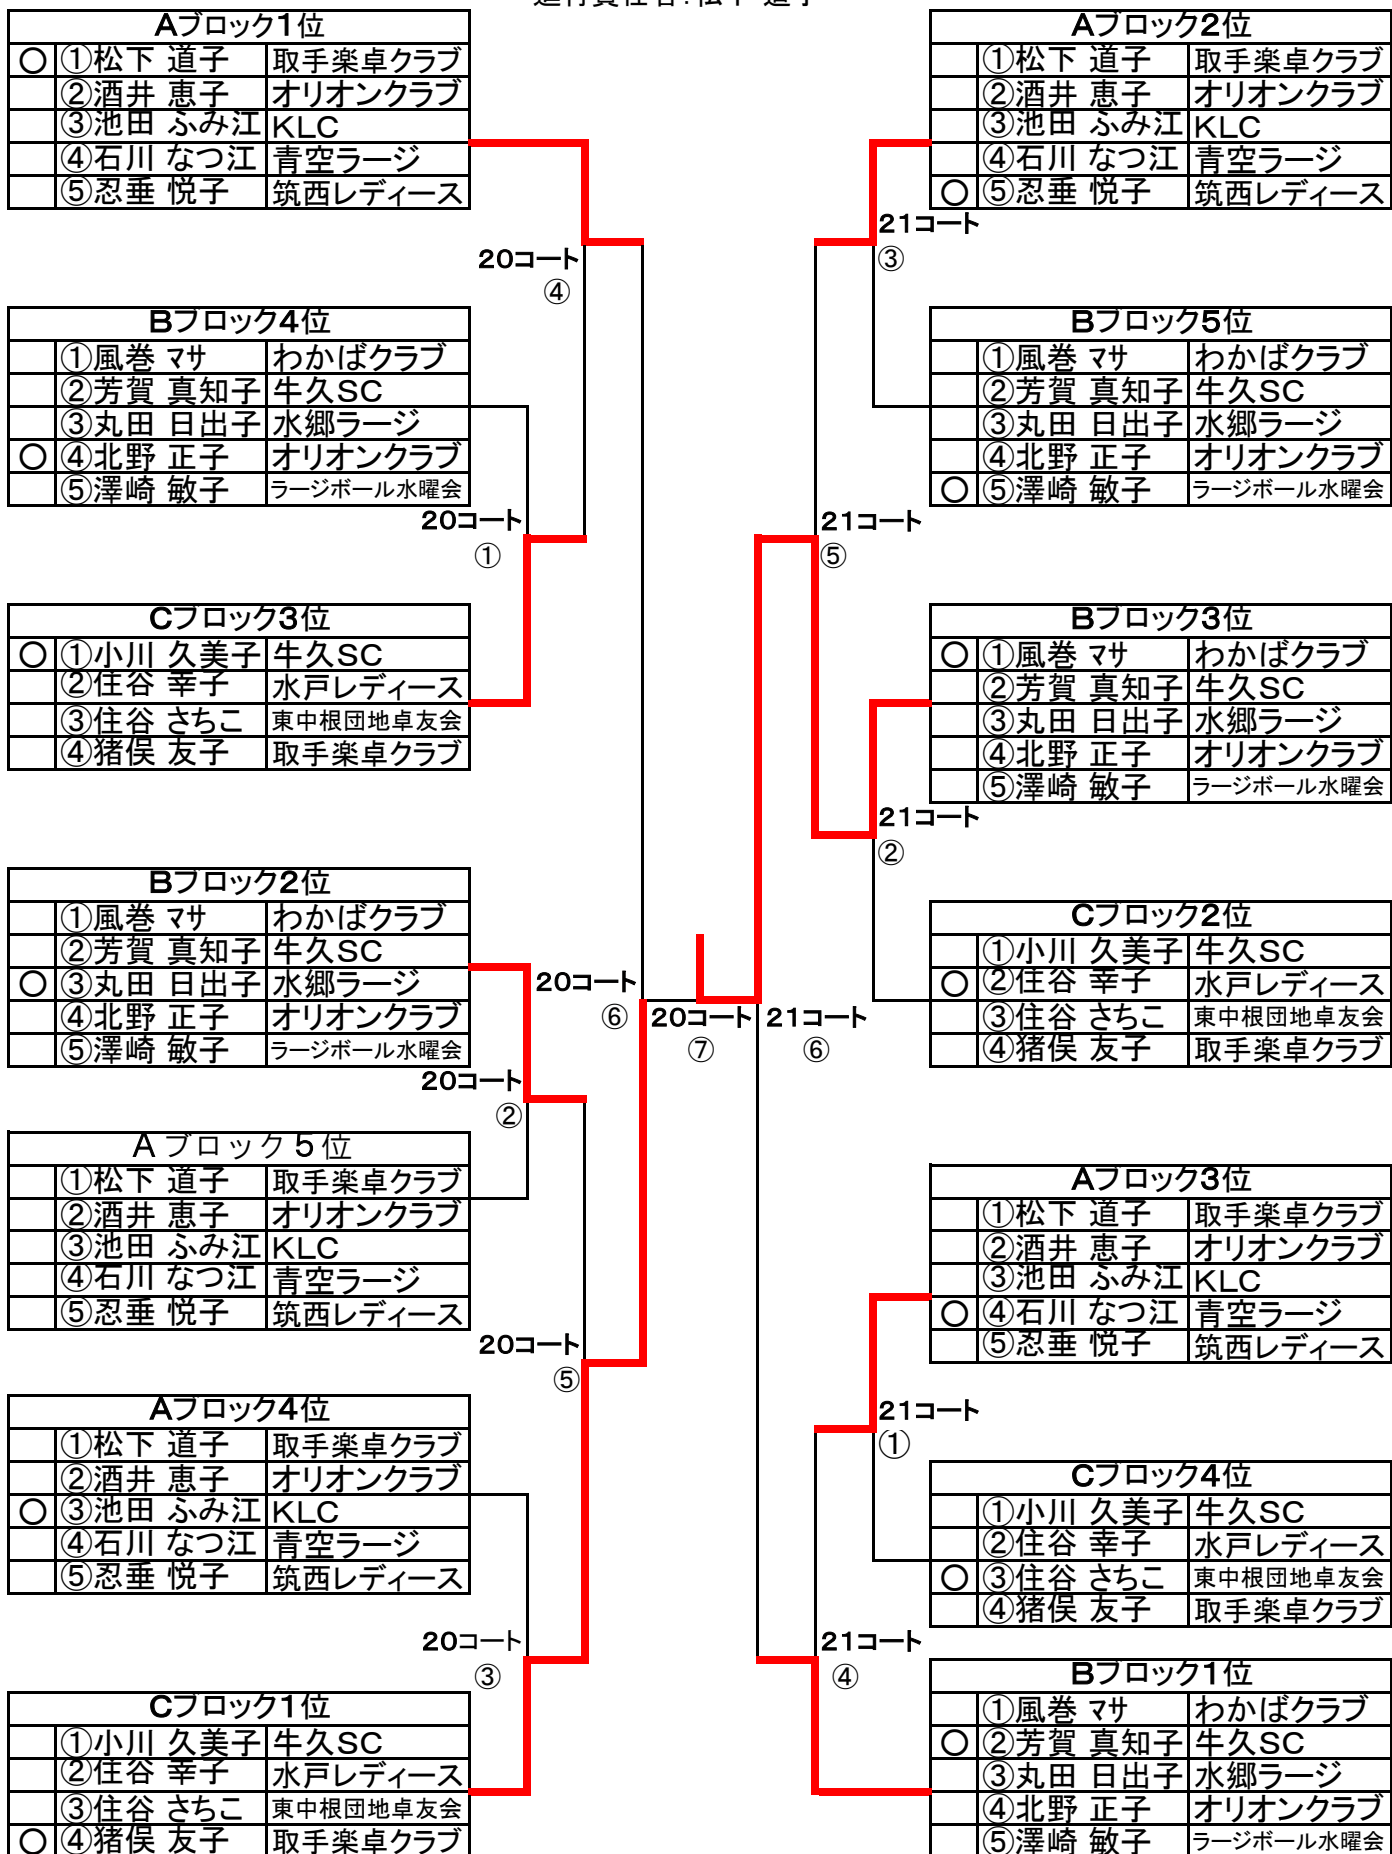 Aブロック1位
○ ①松下 道子 取手楽卓クラブ
②酒井 恵子 オリオンクラブ
③池田 ふみ江 KLC
④石川 なつ江 青空ラージ
⑤忍垂 悦子 筑西レディース
20コート
④
Bブロック4位
①風巻 マサ わかばクラブ
②芳賀 真知子 牛久SC
③丸田 日出子 水郷ラージ
○ ④北野 正子 オリオンクラブ
⑤澤崎 敏子 ラージボール水曜会
20コート
①
Cブロック3位
○ ①小川 久美子 牛久SC
②住谷 幸子 水戸レディース
③住谷 さちこ 東中根団地卓友会
④猪俣 友子 取手楽卓クラブ
Bブロック2位
①風巻 マサ わかばクラブ
②芳賀 真知子 牛久SC
○ ③丸田 日出子 水郷ラージ
④北野 正子 オリオンクラブ
⑤澤崎 敏子 ラージボール水曜会
20コート
②
Aブロック5位
①松下 道子 取手楽卓クラブ
②酒井 恵子 オリオンクラブ
③池田 ふみ江 KLC
④石川 なつ江 青空ラージ
⑤忍垂 悦子 筑西レディース
20コート
⑤
Aブロック4位
①松下 道子 取手楽卓クラブ
②酒井 恵子 オリオンクラブ
○ ③池田 ふみ江 KLC
④石川 なつ江 青空ラージ
⑤忍垂 悦子 筑西レディース
20コート
③
Cブロック1位
①小川 久美子 牛久SC
②住谷 幸子 水戸レディース
③住谷 さちこ 東中根団地卓友会
○ ④猪俣 友子 取手楽卓クラブ
20コート
⑥
20コート
⑦
21コート
⑥
Aブロック2位
①松下 道子 取手楽卓クラブ
②酒井 恵子 オリオンクラブ
③池田 ふみ江 KLC
④石川 なつ江 青空ラージ
○ ⑤忍垂 悦子 筑西レディース
21コート
③
Bブロック5位
①風巻 マサ わかばクラブ
②芳賀 真知子 牛久SC
③丸田 日出子 水郷ラージ
④北野 正子 オリオンクラブ
○ ⑤澤崎 敏子 ラージボール水曜会
21コート
⑤
Bブロック3位
○ ①風巻 マサ わかばクラブ
②芳賀 真知子 牛久SC
③丸田 日出子 水郷ラージ
④北野 正子 オリオンクラブ
⑤澤崎 敏子 ラージボール水曜会
21コート
②
Cブロック2位
①小川 久美子 牛久SC
○ ②住谷 幸子 水戸レディース
③住谷 さちこ 東中根団地卓友会
④猪俣 友子 取手楽卓クラブ
Aブロック3位
①松下 道子 取手楽卓クラブ
②酒井 恵子 オリオンクラブ
③池田 ふみ江 KLC
○ ④石川 なつ江 青空ラージ
⑤忍垂 悦子 筑西レディース
21コート
①
Cブロック4位
①小川 久美子 牛久SC
②住谷 幸子 水戸レディース
○ ③住谷 さちこ 東中根団地卓友会
④猪俣 友子 取手楽卓クラブ
21コート
④
Bブロック1位
①風巻 マサ わかばクラブ
○ ②芳賀 真知子 牛久SC
③丸田 日出子 水郷ラージ
④北野 正子 オリオンクラブ
⑤澤崎 敏子 ラージボール水曜会